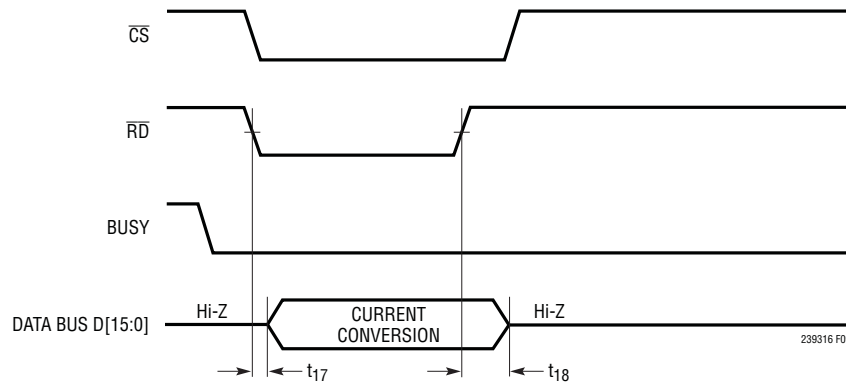 CS
RD
BUSY
DATA BUS D[15:0]
Hi-Z
CURRENT
CONVERSION
Hi-Z
239316 F0
t17
t18